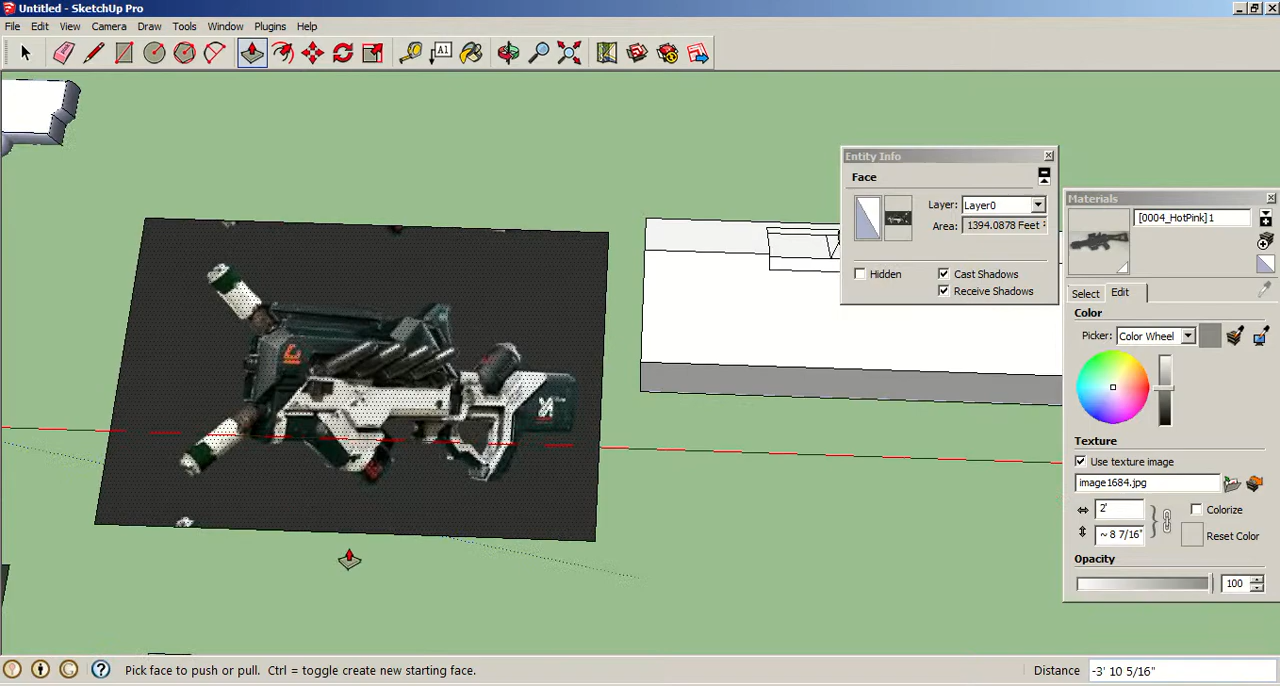 Untitled - SketchUp Pro
File Edit View Camera Draw Tools Window Plugins Help
A1
Entity Info
Face
Layer: Layer0
Area: 1394.0878 Feet
Hidden
Cast Shadows
Receive Shadows
Materials
[0004_HotPink]1
Select Edit
Color
Picker: Color Wheel
Texture
Use texture image
image1684.jpg
2'
Colorize
~ 8 7/16"
Reset Color
Opacity
100
Pick face to push or pull. Ctrl = toggle create new starting face.
Distance -3' 10 5/16"